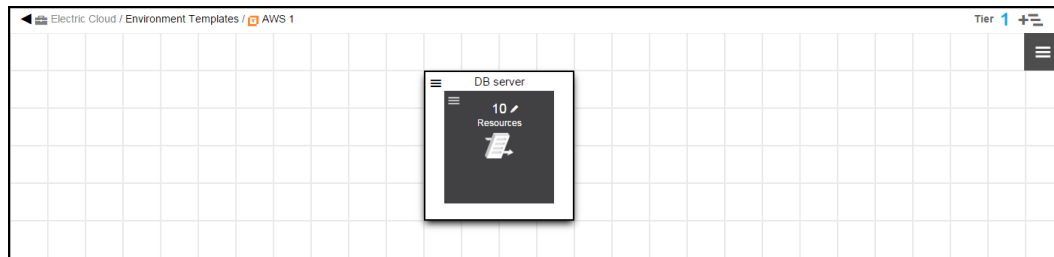 Electric Cloud / Environment Templates / AWS 1
Tier 1
DB server
10
Resources